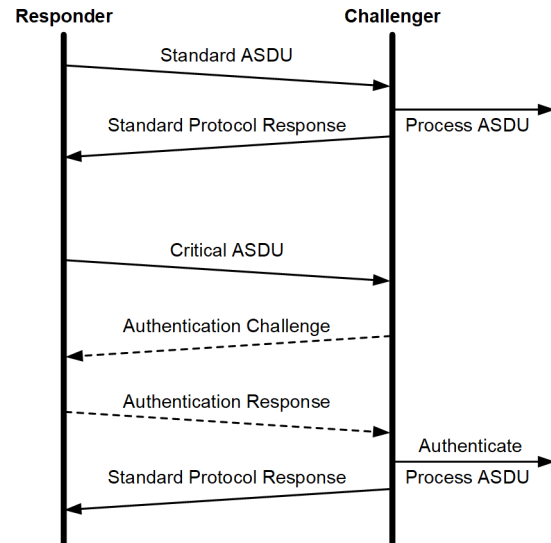 Responder
Challenger
Standard ASDU
Standard Protocol Response
Process ASDU
Critical ASDU
Authentication Challenge
Authentication Response
Authenticate
Standard Protocol Response
Process ASDU